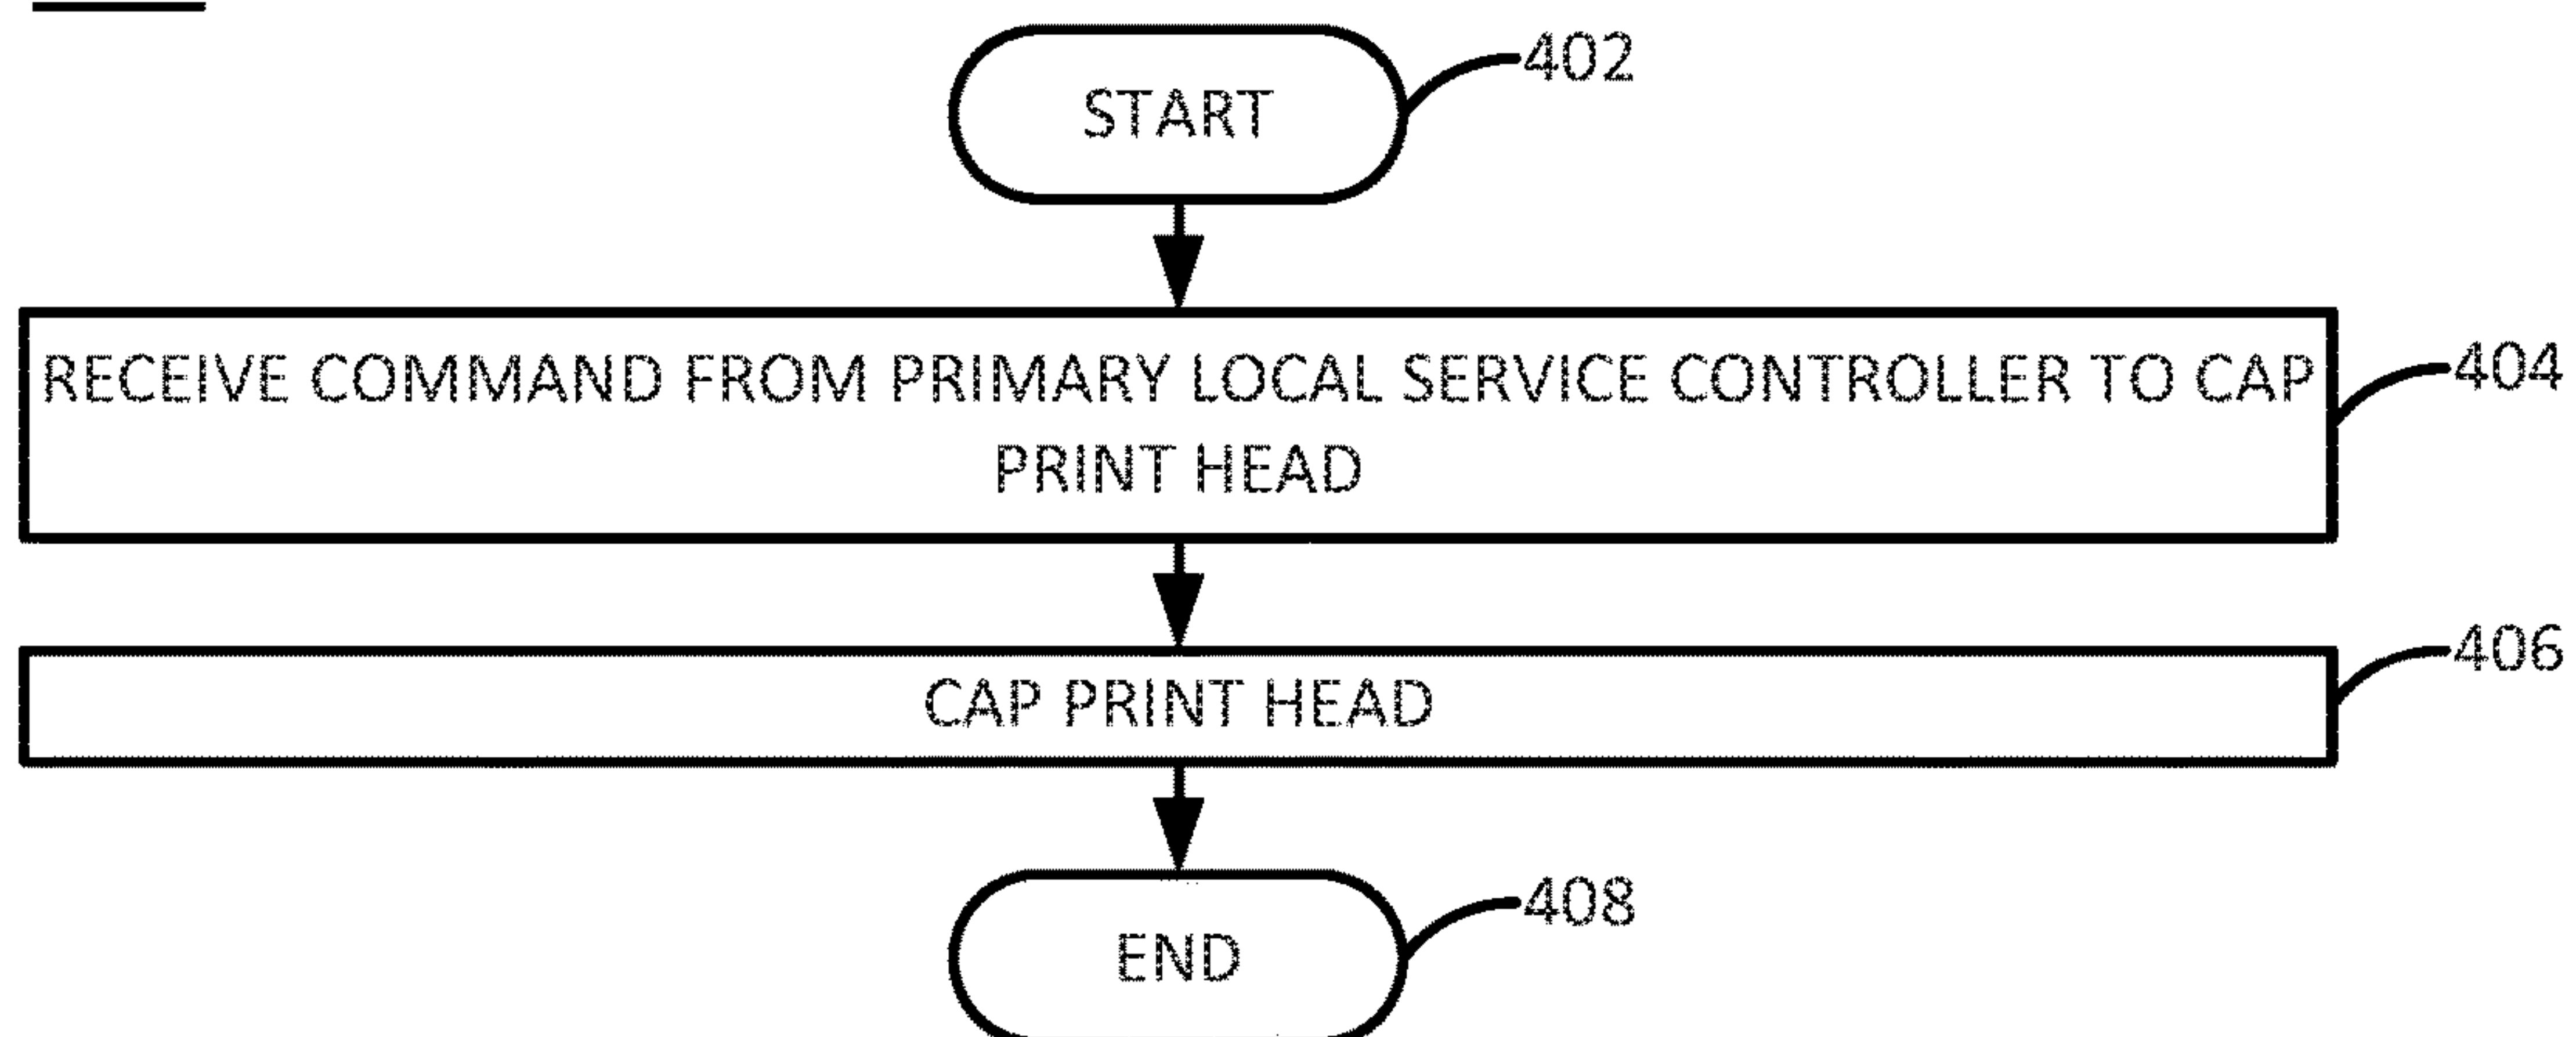 START
402
RECEIVE COMMAND FROM PRIMARY LOCAL SERVICE CONTROLLER TO CAP
PRINT HEAD
404
CAP PRINT HEAD
406
END
408